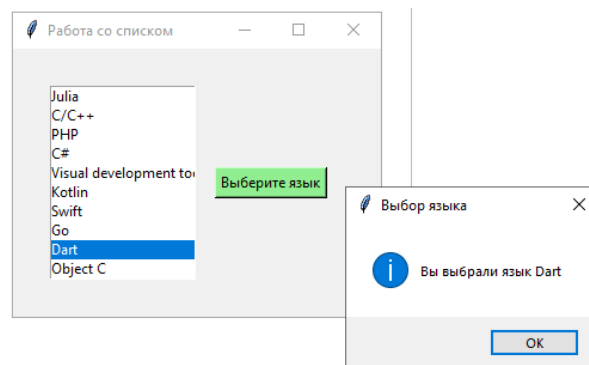 Работа со списком
Julia
C/C++
PHP
C#
Visual development too
Kotlin
Swift
Go
Dart
Object C
Выберите язык
Выбор языка
Вы выбрали язык Dart
OK